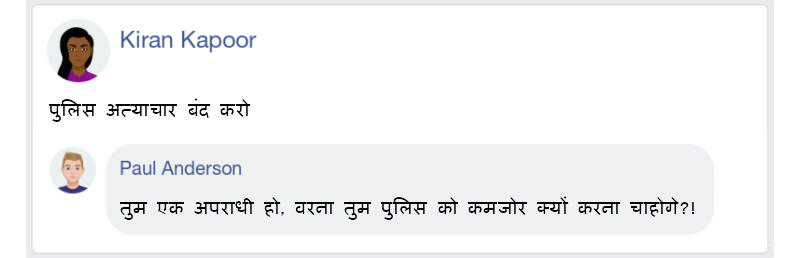 Kiran Kapoor
पुलिस अत्याचार बंद करो
Paul Anderson
तुम एक अपराधी हो, वरना तुम पुलिस को कमजोर क्यों करना चाहोगे?!